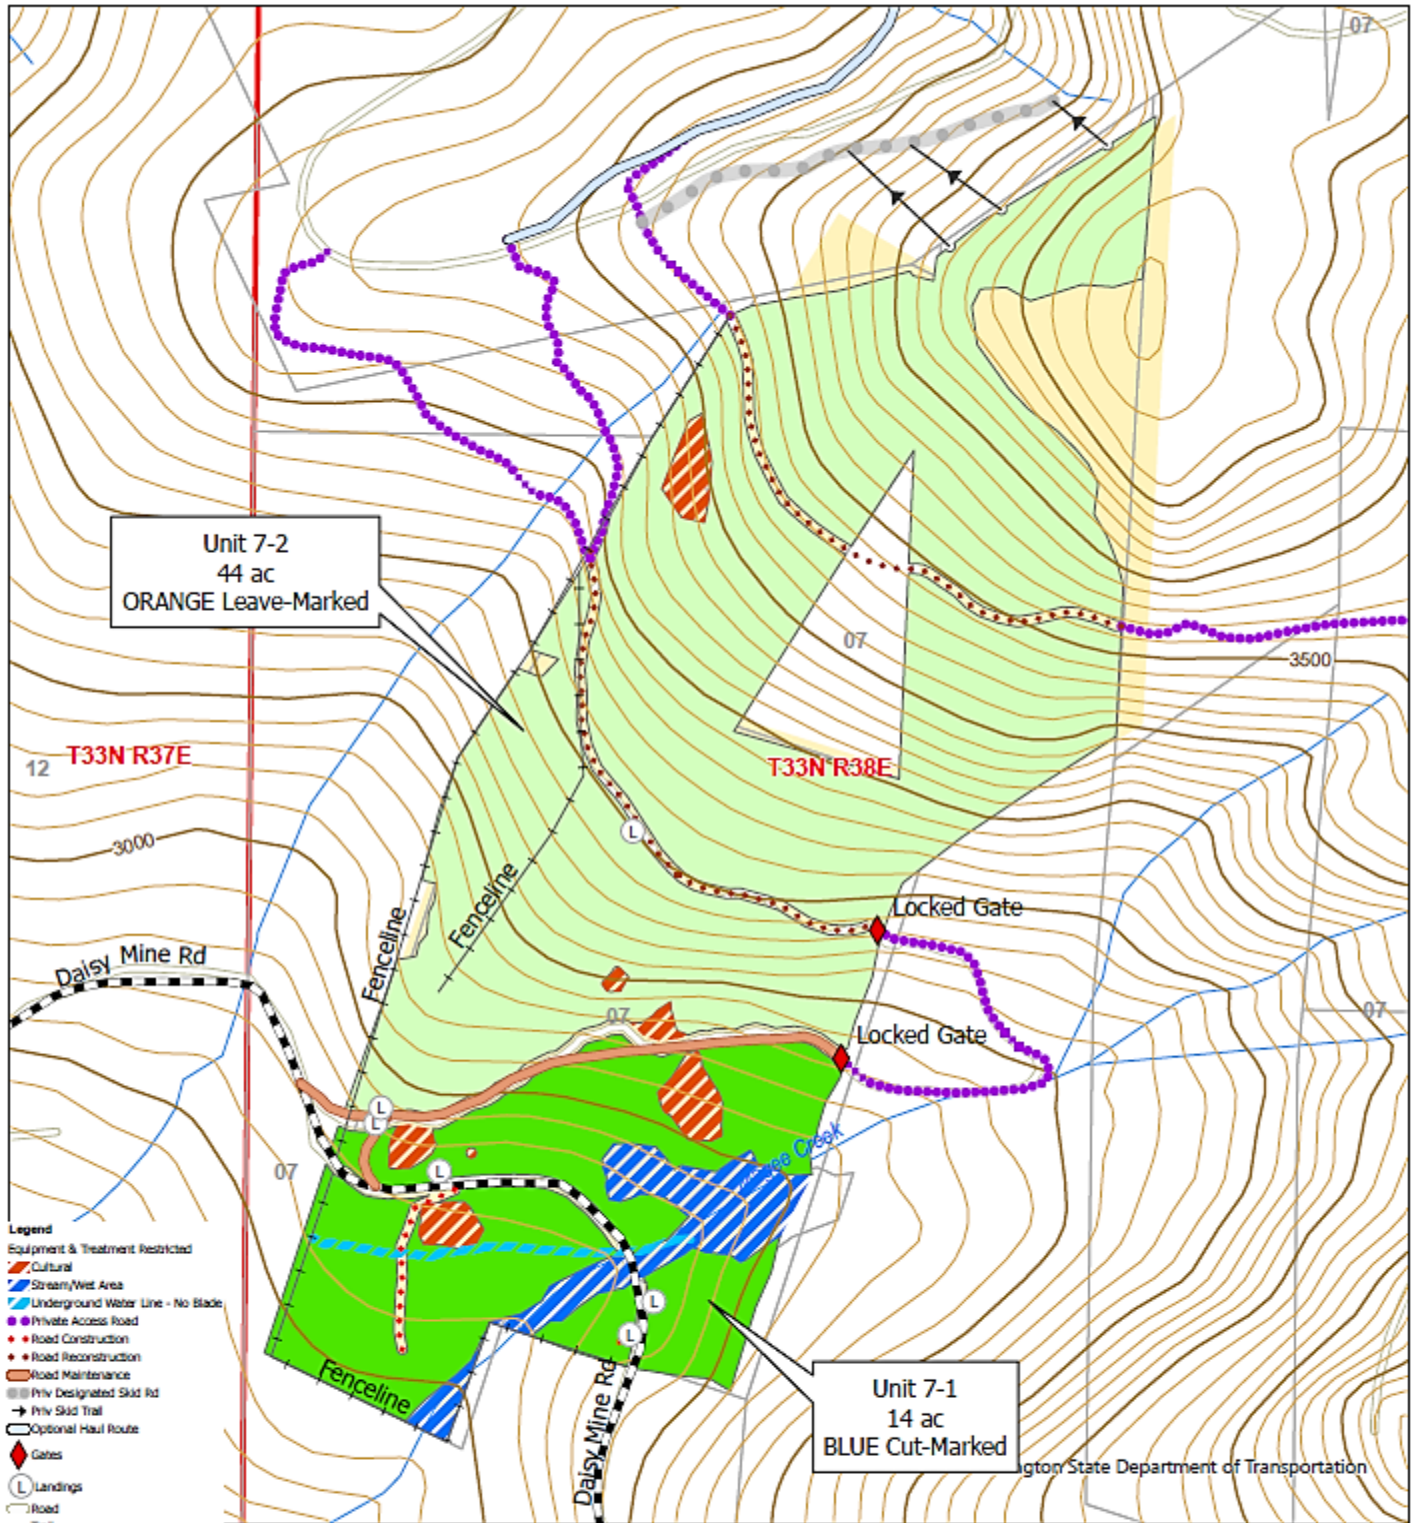 07
Unit 7-2
44 ac
ORANGE Leave-Marked
07
3500
T33N R37E
12
T33N R38E
3000
L
Fenceline
Fenceline
Locked Gate
Daisy Mine Rd
07
07
Locked Gate
L
L
Creek
07
L
Legend
Equipment & Treatment Restricted
Cultural
Stream/Wet Area
Underground Water Line - No Blade
Private Access Road
Road Construction
Road Reconstruction
Road Maintenance
Priv Designated Skid Rd
Priv Skid Trail
Optional Haul Route
Gates
L Landings
Road
L
L
Fenceline
Daisy Mine Rd
Unit 7-1
14 ac
BLUE Cut-Marked
ngton State Department of Transportation